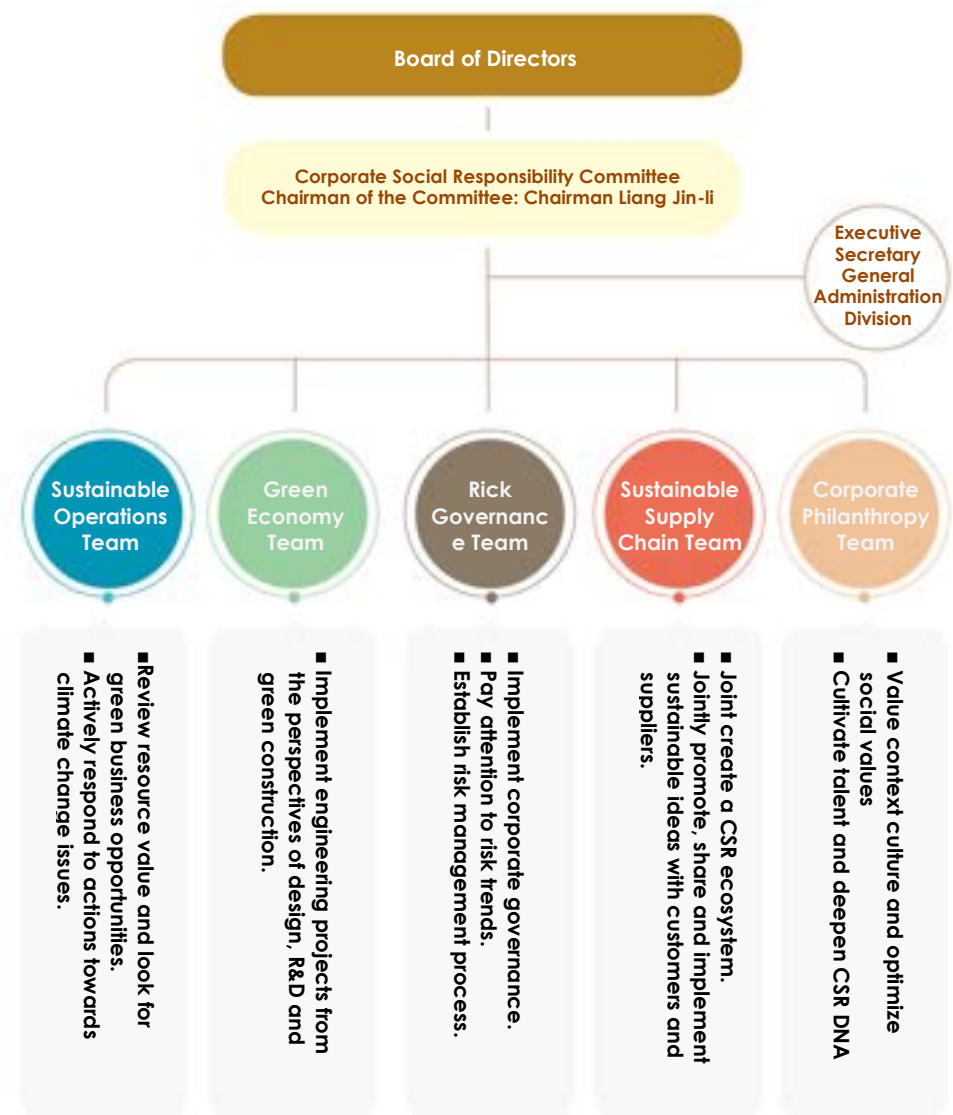 Board of Directors
Corporate Social Responsibility Committee
Chairman of the Committee: Chairman Liang Jin-li
Executive
Secretary
General
Administration
Division
Sustainable
Operations
Team
Green
Economy
Team
Rick
Governanc
e Team
Sustainable
Supply
Chain Team
Corporate
Philanthropy
Team
■Review resource value and look for
green business opportunities.
■ Actively respond to actions towards
climate change issues.
■ Implement engineering projects from
the perspectives of design, R&D and
green construction.
■ Implement corporate governance.
■ Pay attention to risk trends.
■ Establish risk management process.
■ Joint create a CSR ecosystem.
■ Jointly promote, share and implement
sustainable ideas with customers and
suppliers.
■ Value context culture and optimize
social values
■ Cultivate talent and deepen CSR DNA